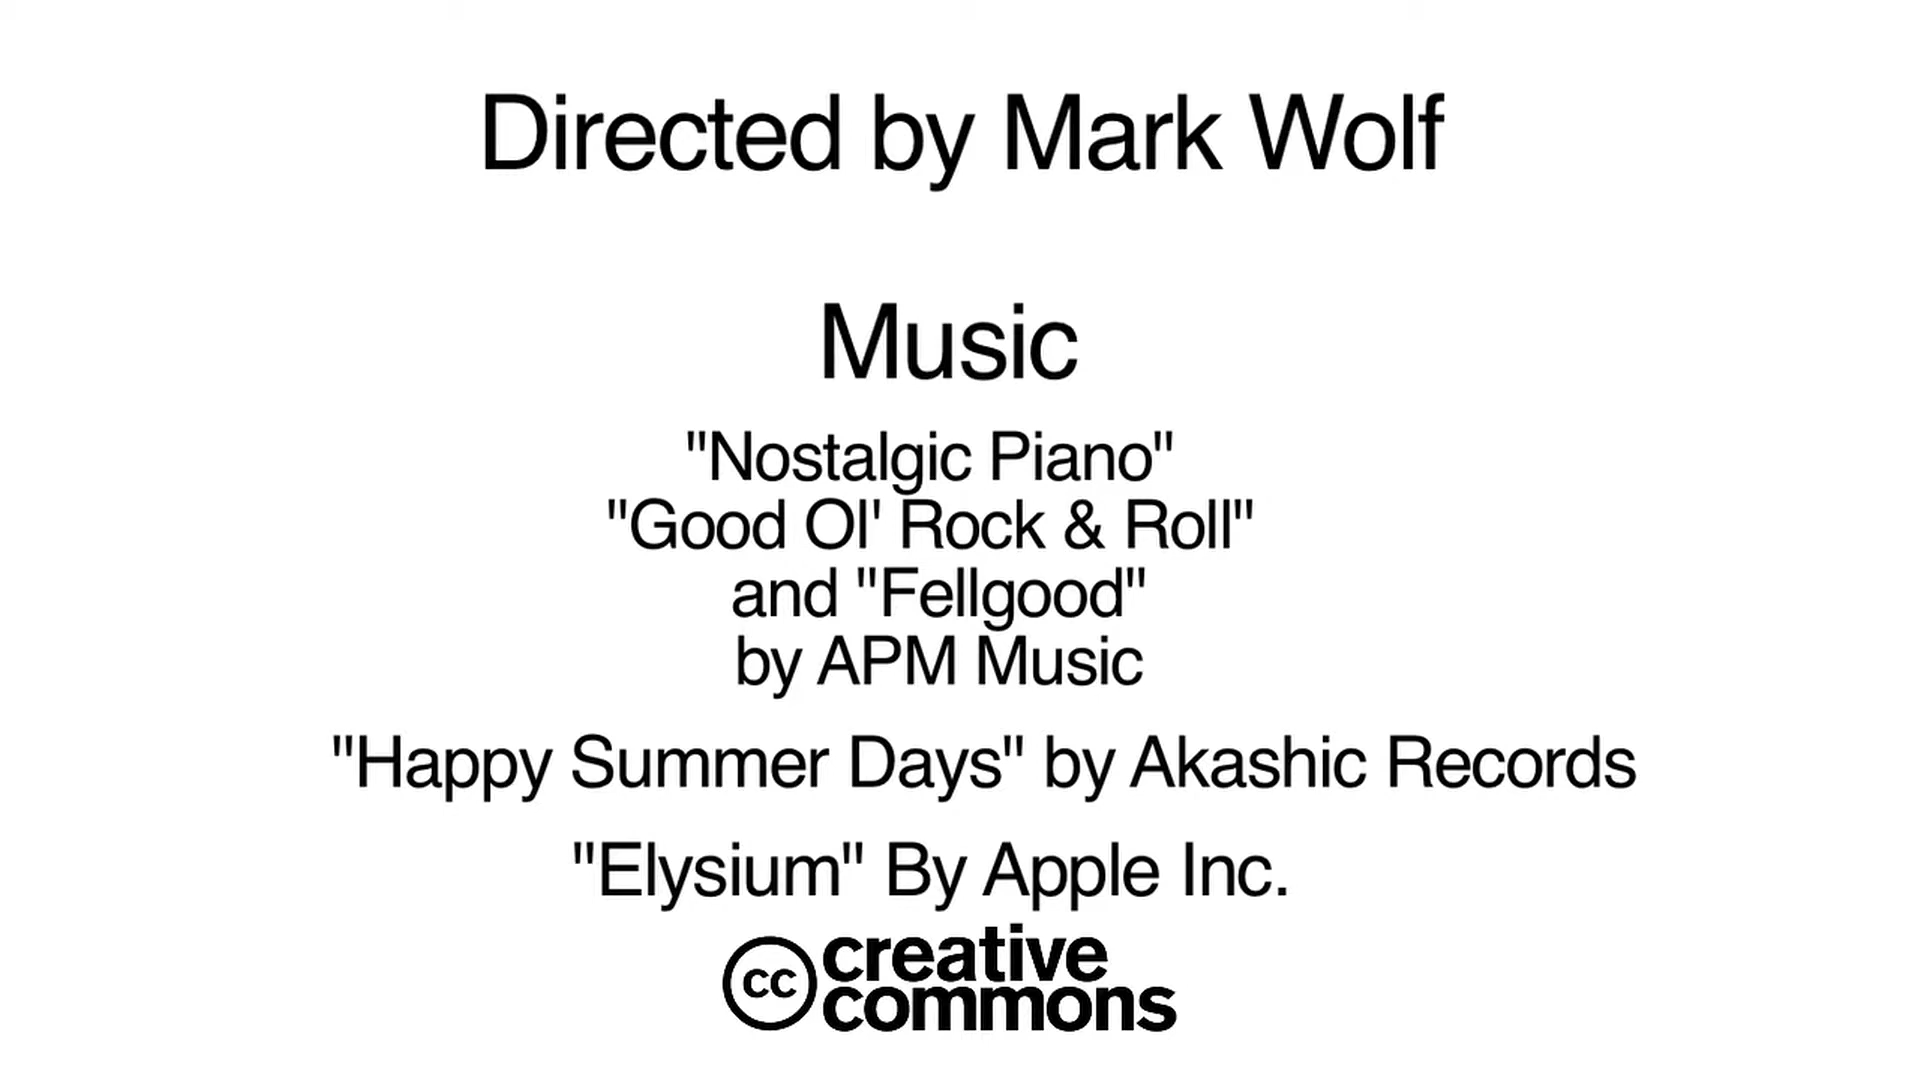 Directed by Mark Wolf
Music
"Nostalgic Piano"
"Good Ol' Rock & Roll"
and "Fellgood"
by APM Music
"Happy Summer Days" by Akashic Records
"Elysium" By Apple Inc.
cc creative
commons